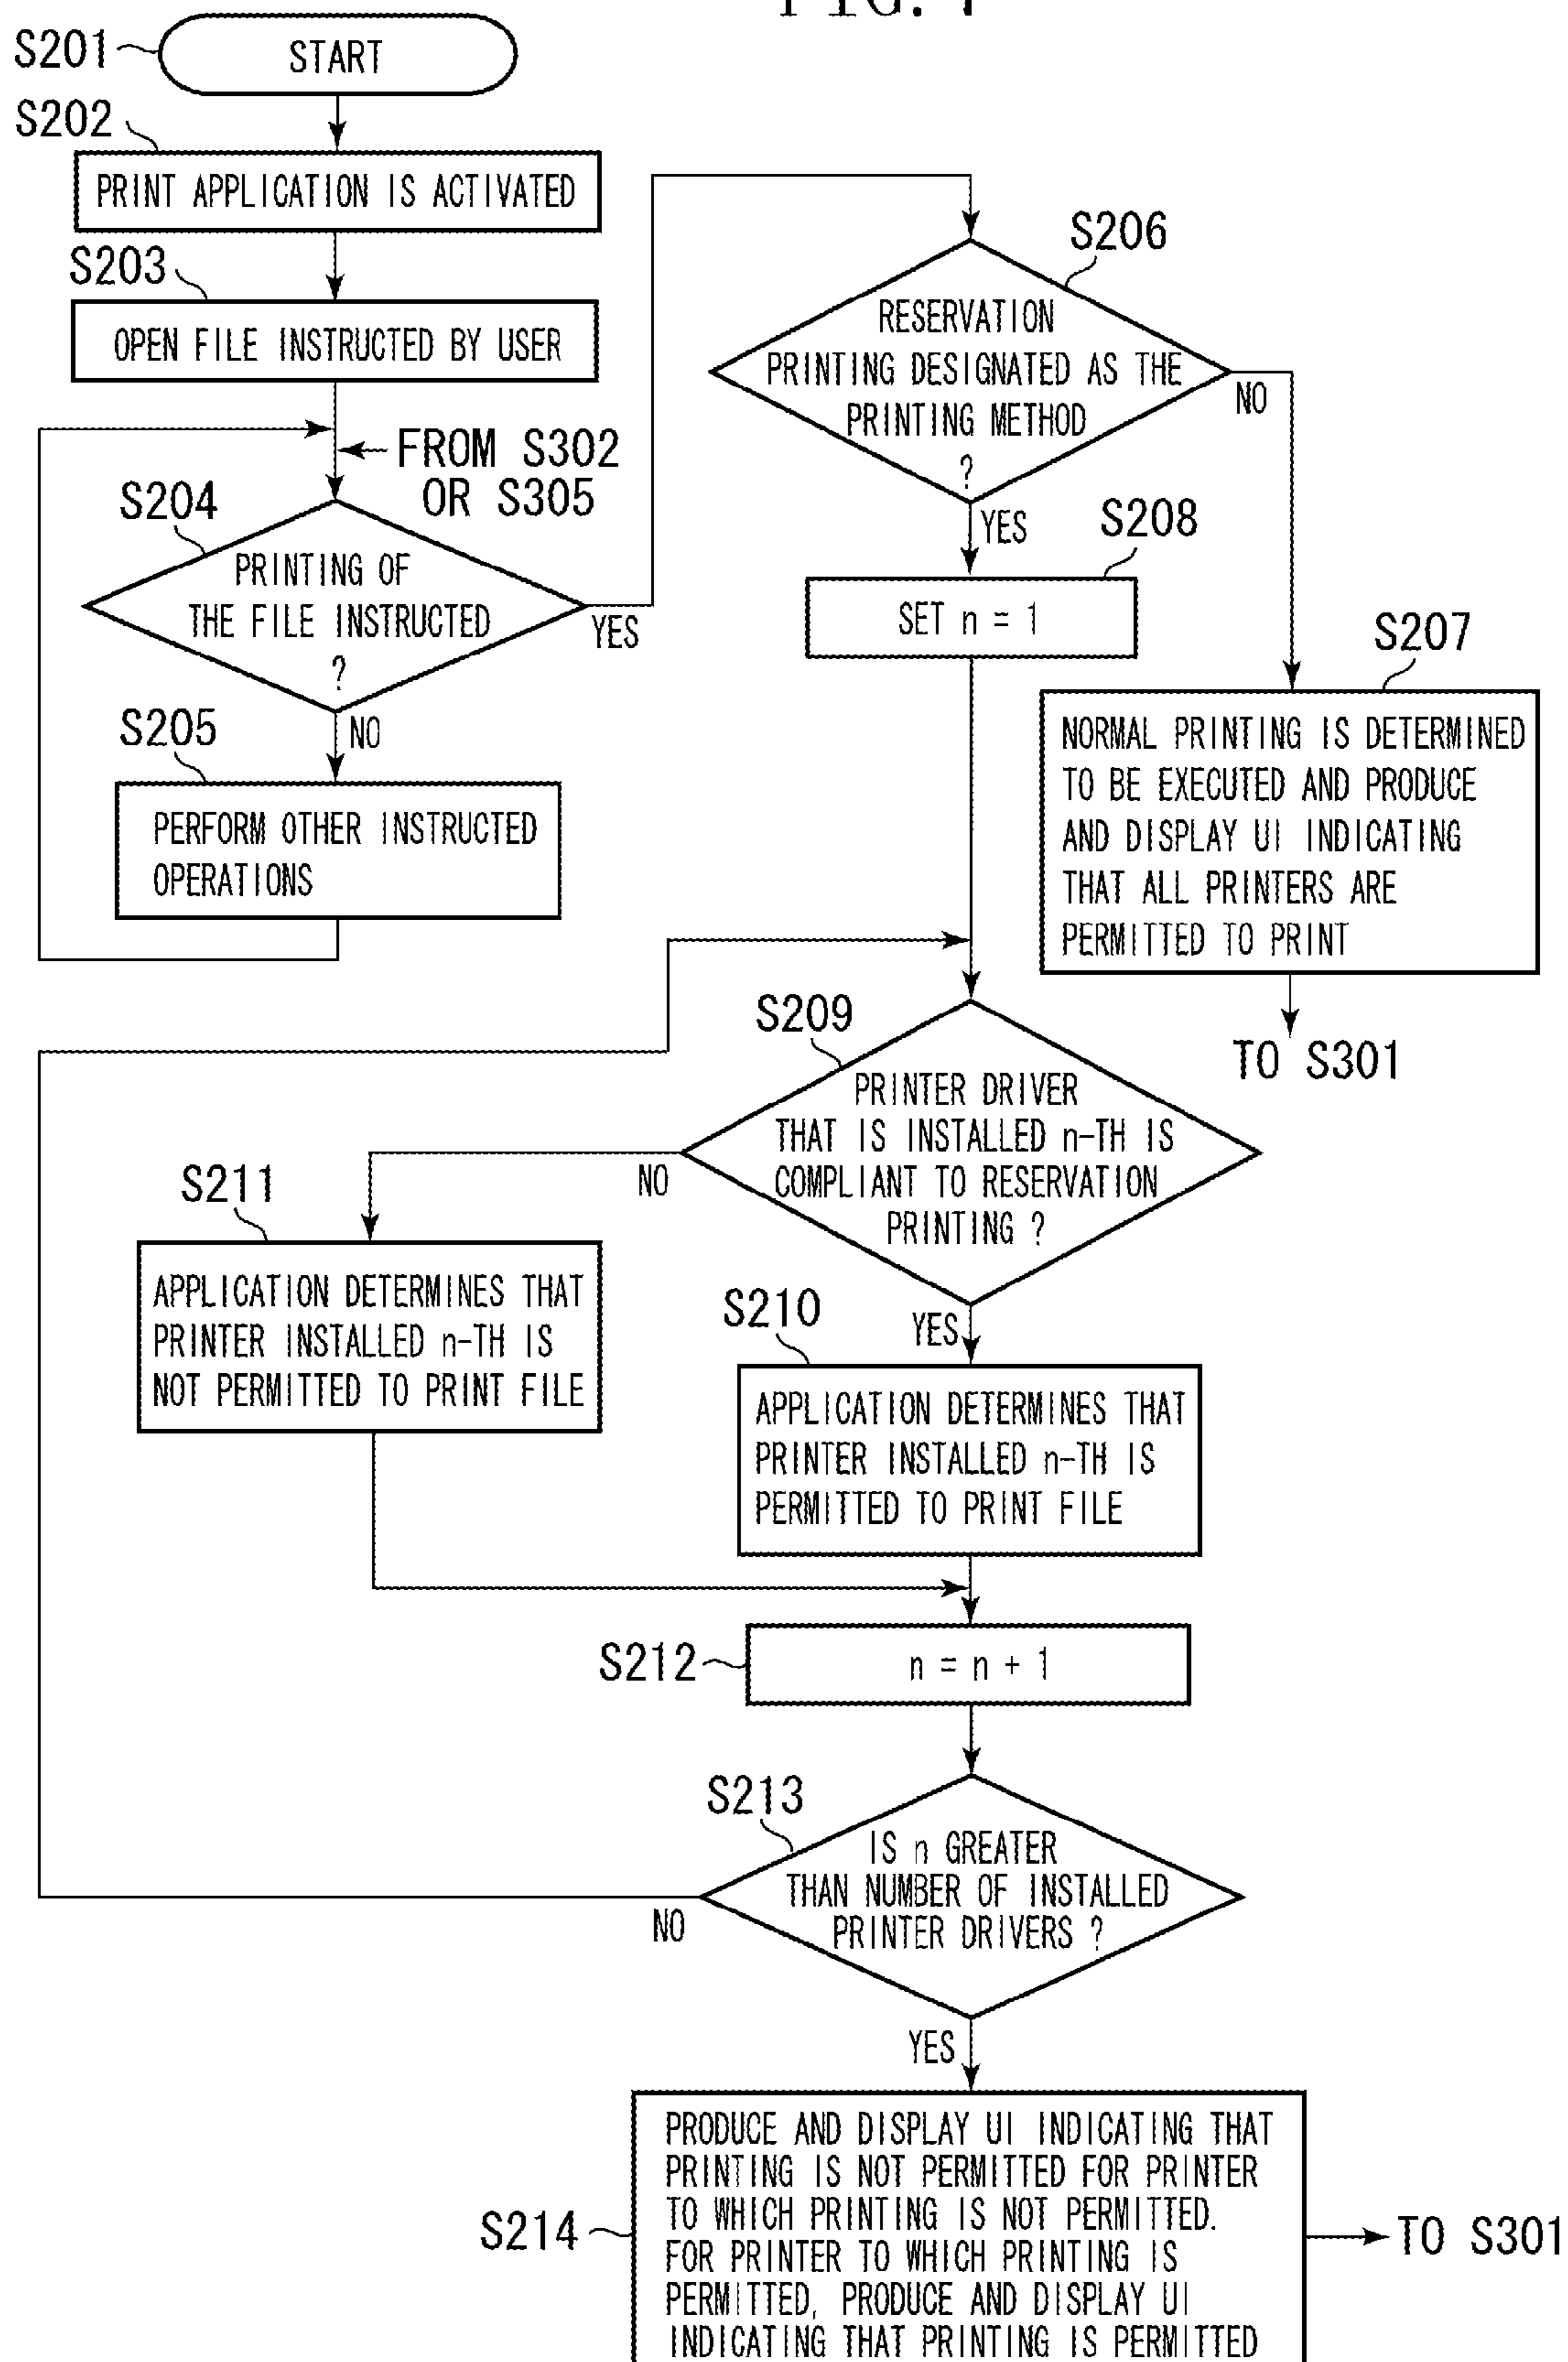 FIG.
S201
START
S202
PRINT APPLICATION IS ACTIVATED
S203
OPEN FILE INSTRUCTED BY USER
FROM S302
OR S305
S204
PRINTING OF
THE FILE INSTRUCTED
?
YES
NO
S205
PERFORM OTHER INSTRUCTED
OPERATIONS
S206
RESERVATION
PRINTING DESIGNATED AS THE
PRINTING METHOD
?
NO
YES
S208
SET n = 1
S207
NORMAL PRINTING IS DETERMINED
TO BE EXECUTED AND PRODUCE
AND DISPLAY UI INDICATING
THAT ALL PRINTERS ARE
PERMITTED TO PRINT
TO S301
S209
PRINTER DRIVER
THAT IS INSTALLED n-TH IS
COMPLIANT TO RESERVATION
PRINTING ?
NO
YES
S211
APPLICATION DETERMINES THAT
PRINTER INSTALLED n-TH IS
NOT PERMITTED TO PRINT FILE
S210
APPLICATION DETERMINES THAT
PRINTER INSTALLED n-TH IS
PERMITTED TO PRINT FILE
S212
n = n + 1
S213
IS n GREATER
THAN NUMBER OF INSTALLED
PRINTER DRIVERS ?
NO
YES
S214
PRODUCE AND DISPLAY UI INDICATING THAT
PRINTING IS NOT PERMITTED FOR PRINTER
TO WHICH PRINTING IS NOT PERMITTED.
FOR PRINTER TO WHICH PRINTING IS
PERMITTED, PRODUCE AND DISPLAY UI
INDICATING THAT PRINTING IS PERMITTED
TO S301